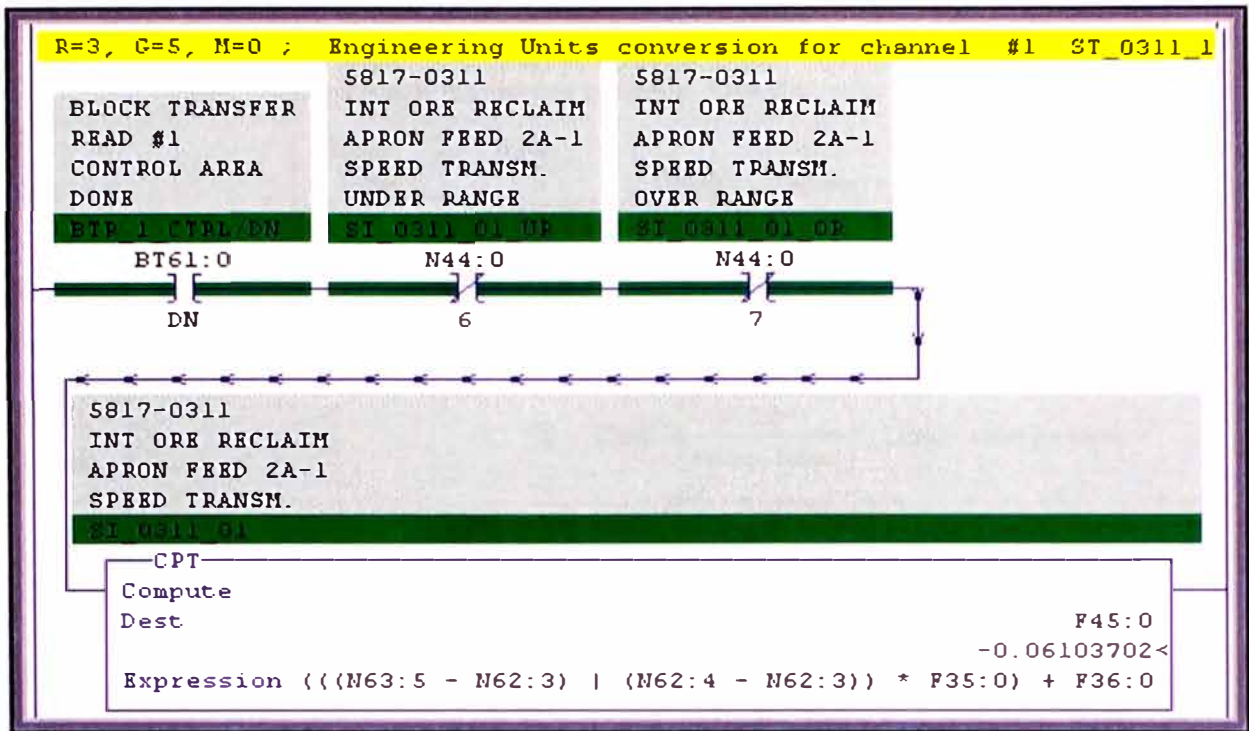 R=3, G=5, M=0 ; Engineering Units conversion for channel #1 ST_0311_1
BLOCK TRANSFER
READ #1
CONTROL AREA
DONE
BTR_1_CTRL/DN
BT61:0
DN
5817-0311
INT ORE RECLAIM
APRON FEED 2A-1
SPEED TRANSM.
UNDER RANGE
SI_0311_01_UR
N44:0
6
5817-0311
INT ORE RECLAIM
APRON FEED 2A-1
SPEED TRANSM.
OVER RANGE
SI_0311_01_OR
N44:0
7
5817-0311
INT ORE RECLAIM
APRON FEED 2A-1
SPEED TRANSM.
SI_0311_01
CPT
Compute
Dest F45:0
-0.06103702<
Expression (((N63:5 - N62:3) | (N62:4 - N62:3)) * F35:0) + F36:0